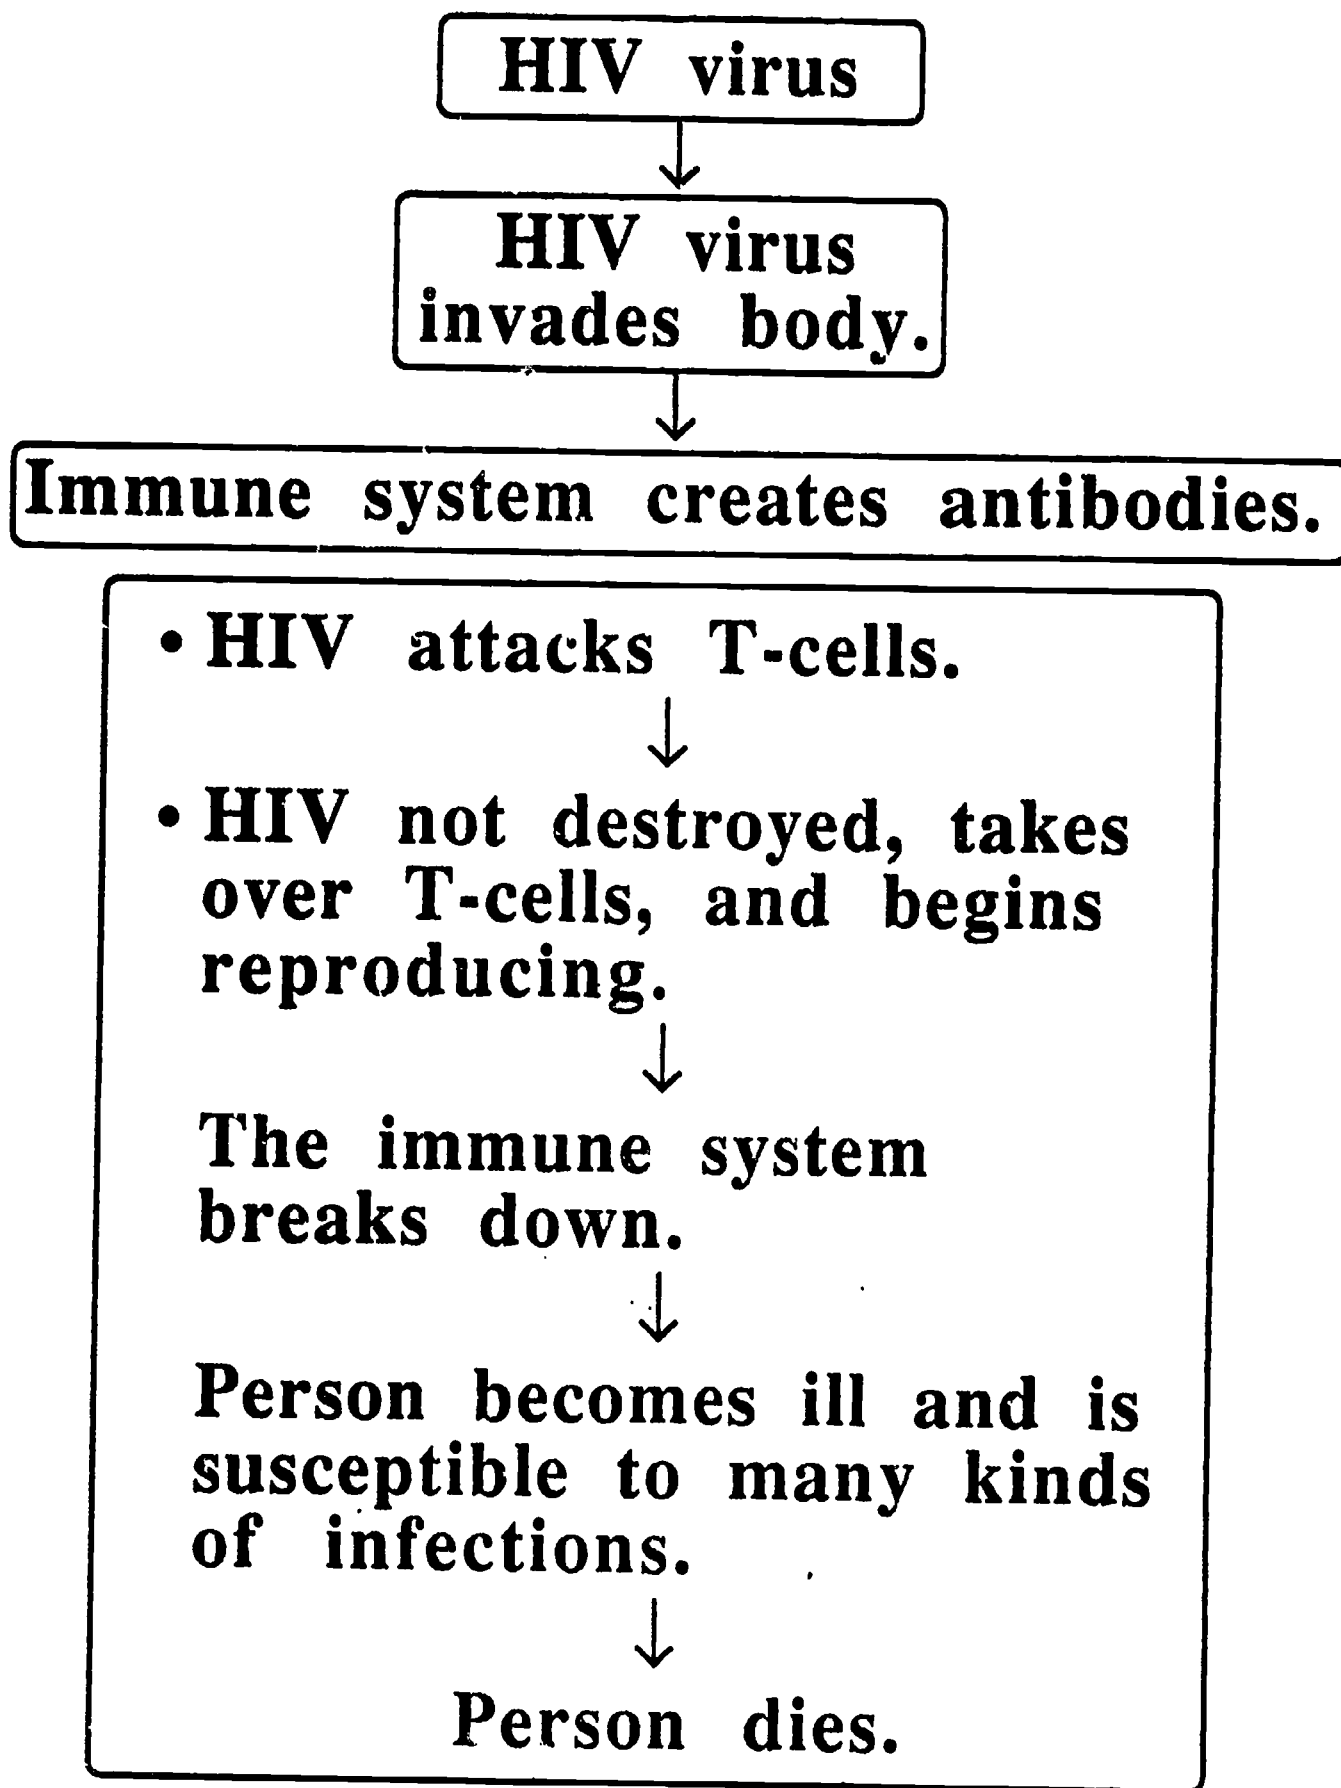 HIV virus
HIV virus
invades body.
Immune system creates antibodies.
• HIV attacks T-cells.
• HIV not destroyed, takes
over T-cells, and begins
reproducing.
The immune system
breaks down.
Person becomes ill and is
susceptible to many kinds
of infections.
Person dies.